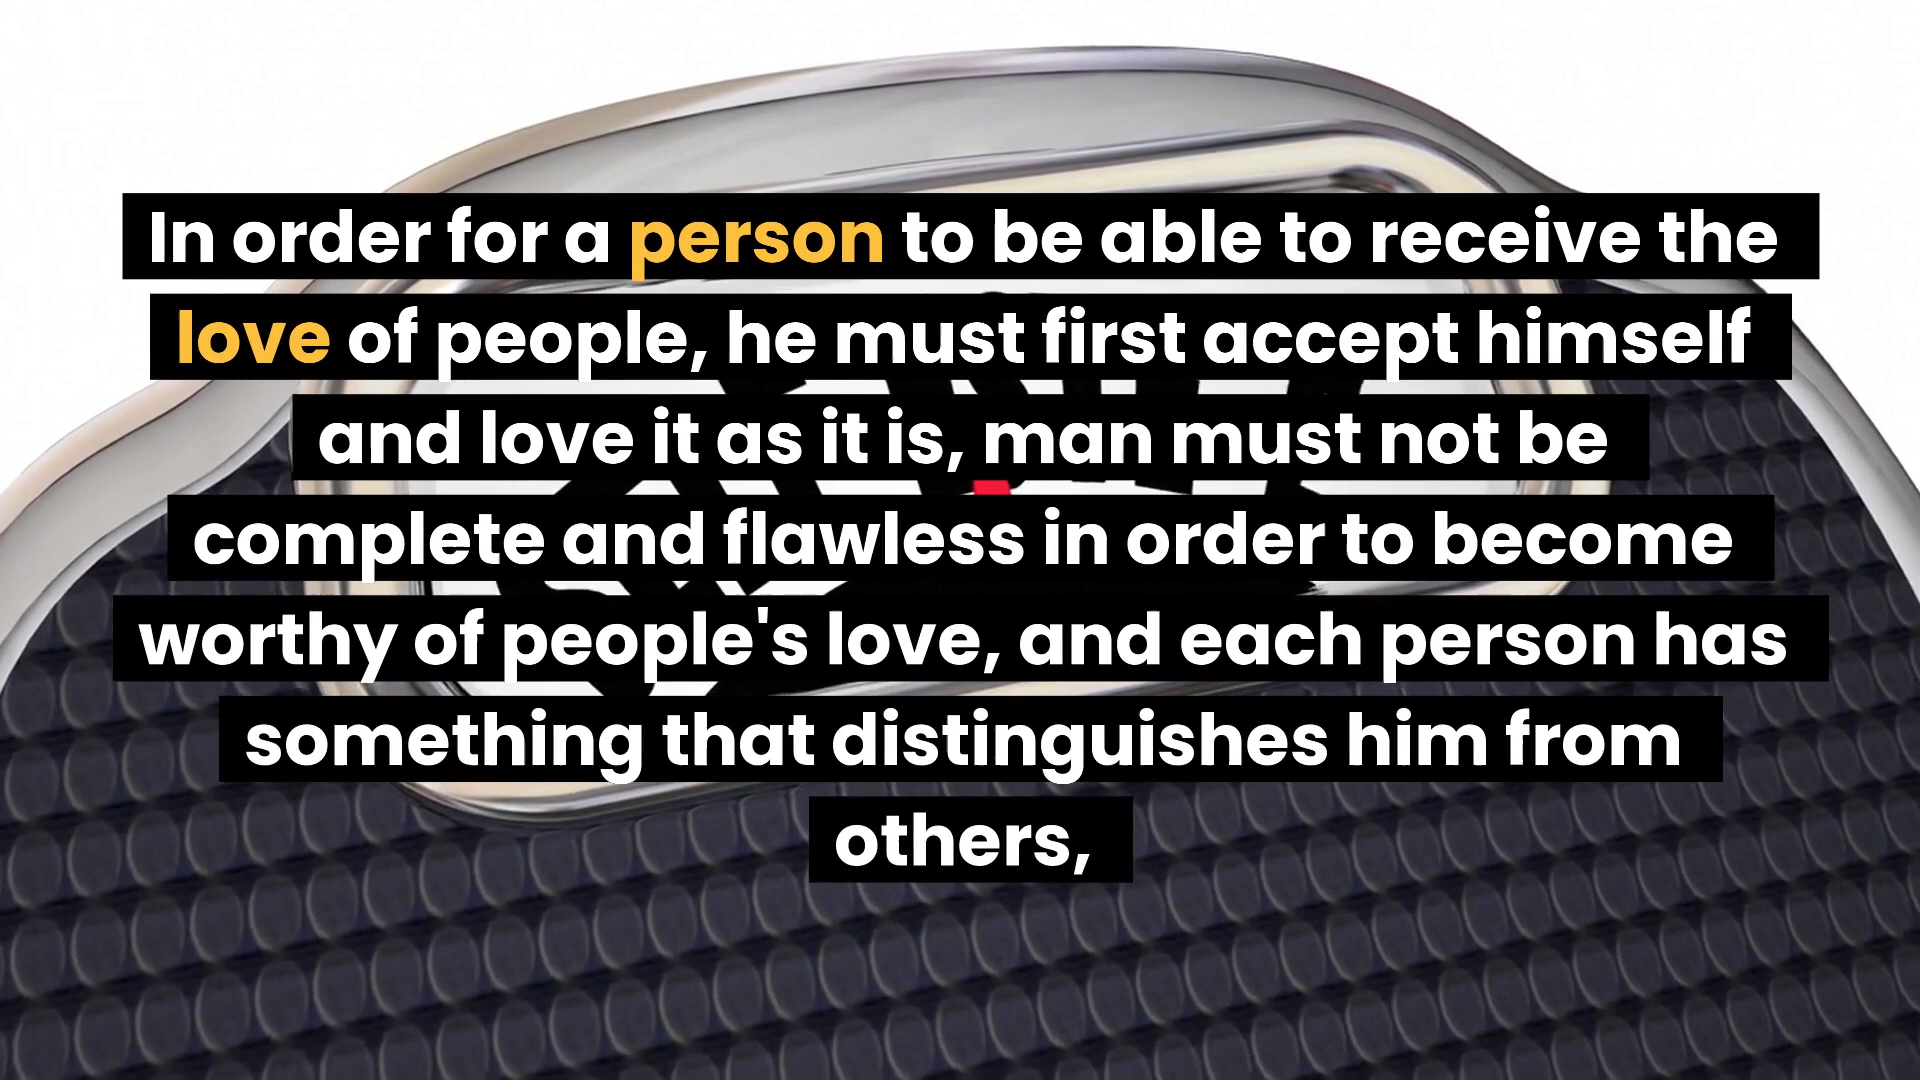 In order for a person to be able to receive the
love of people, he must first accept himself
and love it as it is, man must not be
complete and flawless in order to become
worthy of people's love, and each person has
something that distinguishes him from
others,